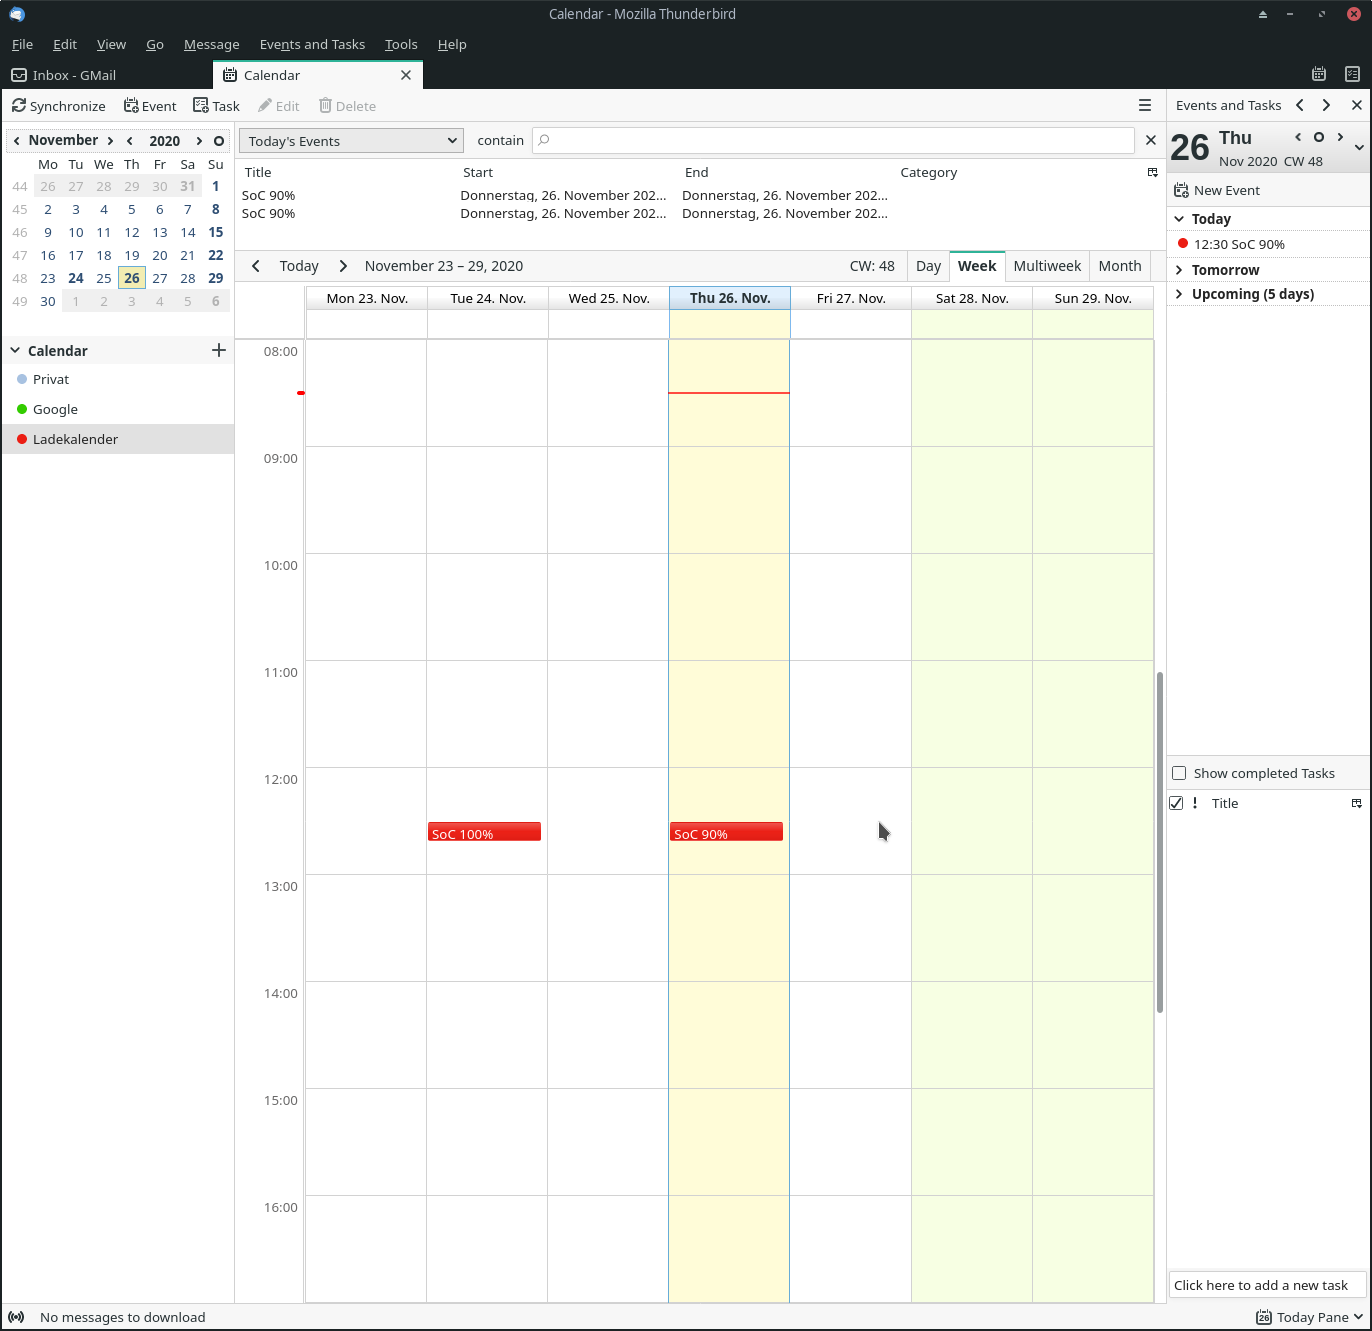 Calendar - Mozilla Thunderbird
File Edit View Go Message Events and Tasks Tools Help
Inbox - GMail
Calendar
Synchronize Event Task Edit Delete
November 2020
Mo Tu We Th Fr Sa Su
44 26 27 28 29 30 31 1
45 2 3 4 5 6 7 8
46 9 10 11 12 13 14 15
47 16 17 18 19 20 21 22
48 23 24 25 26 27 28 29
49 30 1 2 3 4 5 6
Calendar
Privat
Google
Ladekalender
Today's Events contain
Title Start End Category
SoC 90% Donnerstag, 26. November 202... Donnerstag, 26. November 202...
SoC 90% Donnerstag, 26. November 202... Donnerstag, 26. November 202...
Today November 23 – 29, 2020 CW: 48 Day Week Multiweek Month
Mon 23. Nov. Tue 24. Nov. Wed 25. Nov. Thu 26. Nov. Fri 27. Nov. Sat 28. Nov. Sun 29. Nov.
08:00
09:00
10:00
11:00
12:00
SoC 100% SoC 90%
13:00
14:00
15:00
16:00
Events and Tasks
26 Thu
Nov 2020 CW 48
New Event
Today
12:30 SoC 90%
Tomorrow
Upcoming (5 days)
Show completed Tasks
! Title
Click here to add a new task
No messages to download
26 Today Pane